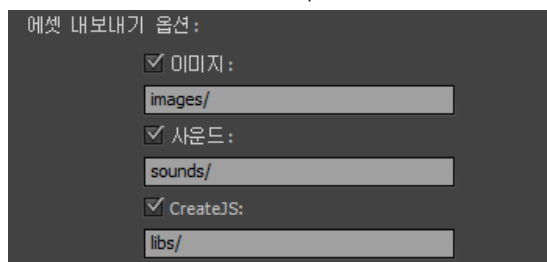 에셋 내보내기 옵션:
이미지:
images/
사운드:
sounds/
CreateJS:
libs/